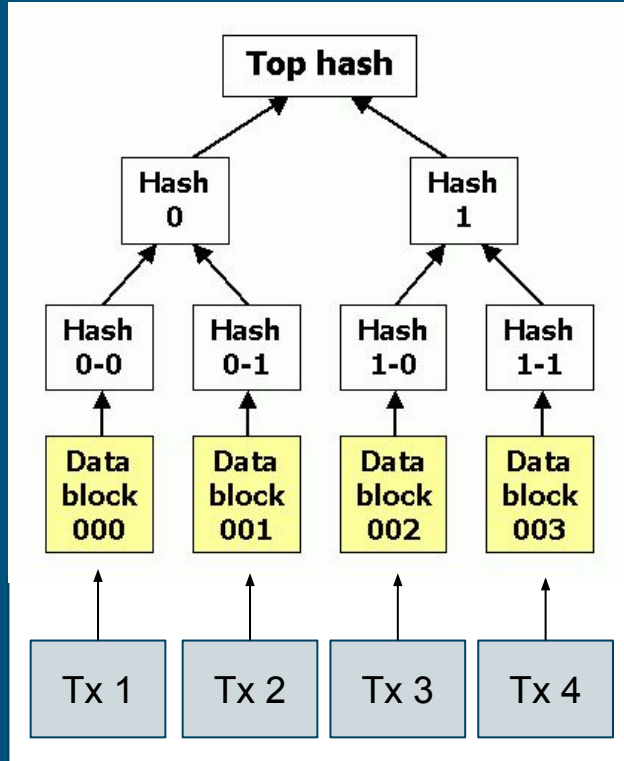 Top hash
Hash
0
Hash
1
Hash
0-0
Hash
0-1
Hash
1-0
Hash
1-1
Data
block
000
Data
block
001
Data
block
002
Data
block
003
Tx 1
Tx 2
Tx 3
Tx 4